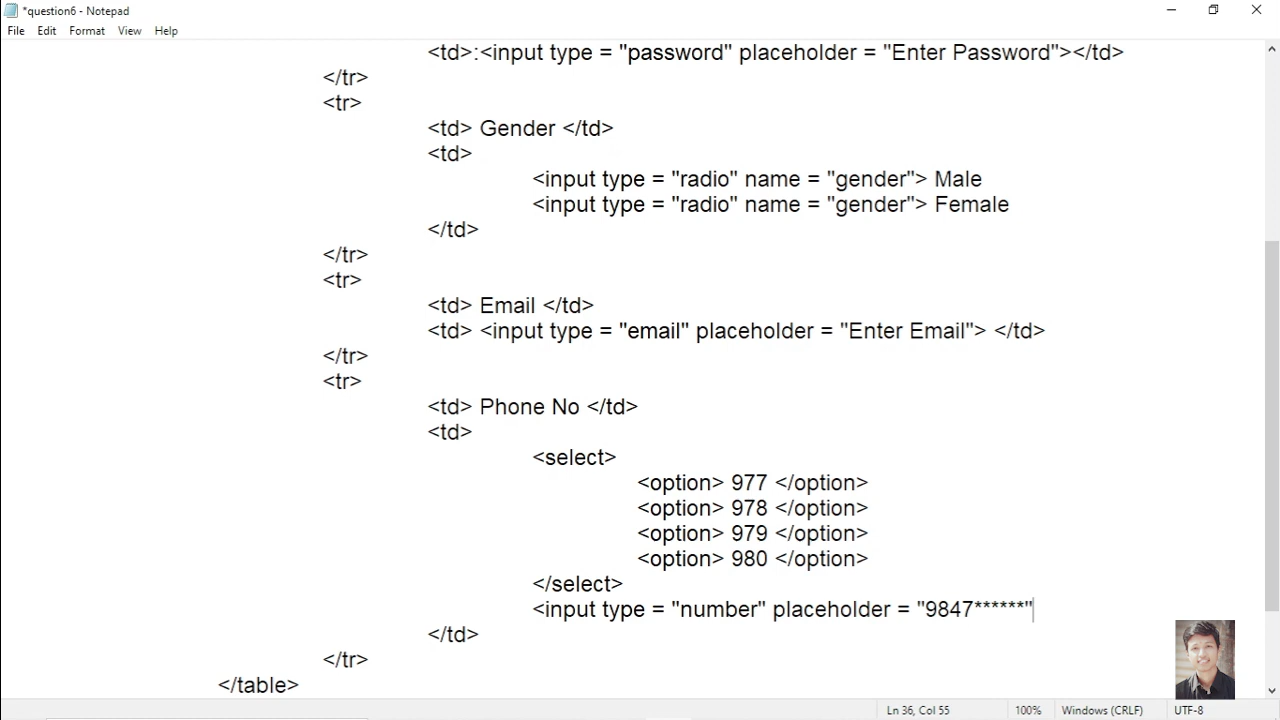 *question6 - Notepad
File Edit Format View Help
<td>:<input type = "password" placeholder = "Enter Password"></td>
</tr>
<tr>
<td> Gender </td>
<td>
<input type = "radio" name = "gender"> Male
<input type = "radio" name = "gender"> Female
</td>
</tr>
<tr>
<td> Email </td>
<td> <input type = "email" placeholder = "Enter Email"> </td>
</tr>
<tr>
<td> Phone No </td>
<td>
<select>
<option> 977 </option>
<option> 978 </option>
<option> 979 </option>
<option> 980 </option>
</select>
<input type = "number" placeholder = "9847******"
</td>
</tr>
</table>
Ln 36, Col 55 100% Windows (CRLF) UTF-8